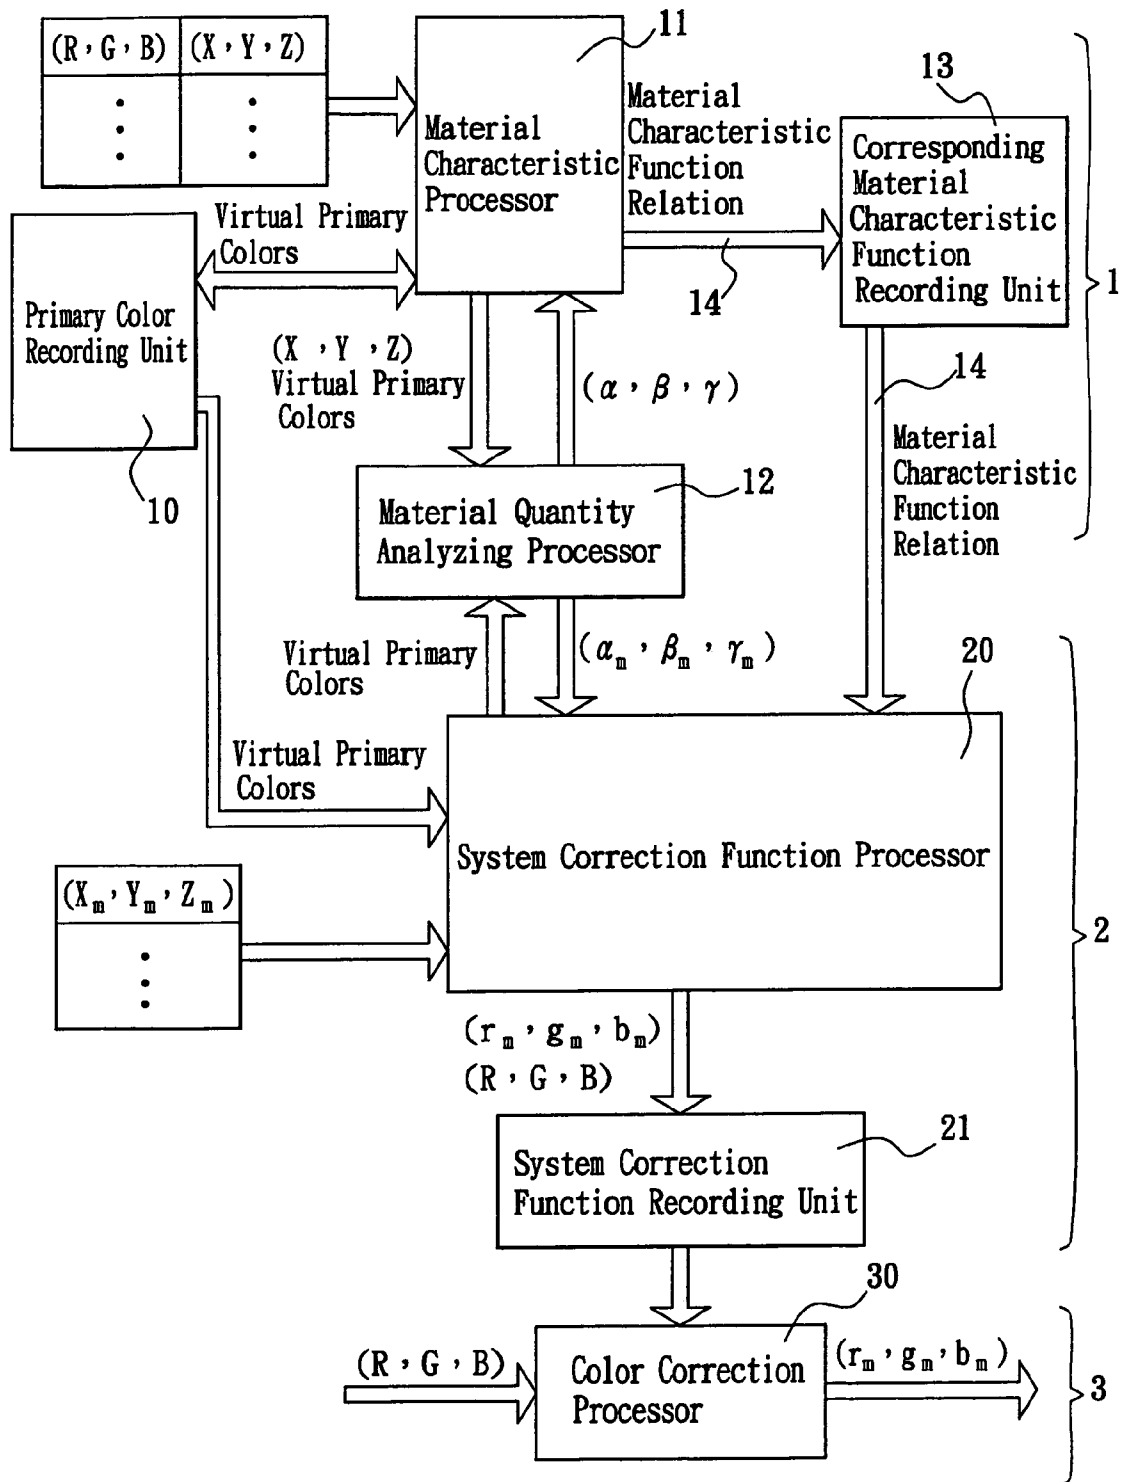 (R,G,B) (X,Y,Z)
11
Material
Characteristic
Processor
Material
Characteristic
Function
Relation
14
13
Corresponding
Material
Characteristic
Function
Recording Unit
1
Virtual Primary
Colors
Primary Color
Recording Unit
10
(X ,Y ,Z)
Virtual Primary
Colors
(α,β,γ)
14
Material
Characteristic
Function
Relation
12
Material Quantity
Analyzing Processor
Virtual Primary
Colors
(αm,βm,γm)
20
Virtual Primary
Colors
System Correction Function Processor
2
(Xm,Ym,Zm)
(rm,gm,bm)
(R,G,B)
21
System Correction
Function Recording Unit
30
(R,G,B)
Color Correction
Processor
(rm,gm,bm)
3